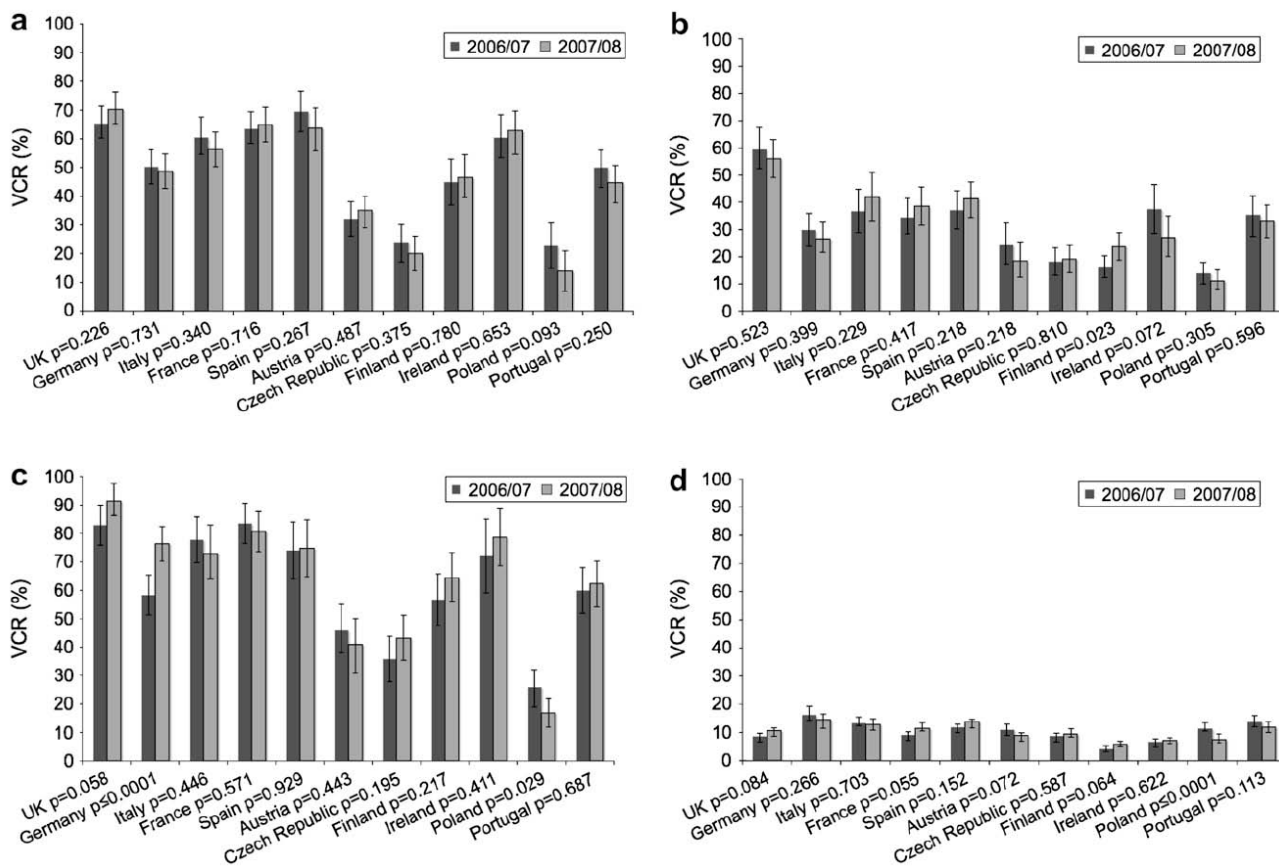 a
2006/07 2007/08
VCR (%)
100
90
80
70
60
50
40
30
20
10
0
UK p=0.226
Germany p=0.731
Italy p=0.340
France p=0.716
Spain p=0.267
Austria p=0.487
Czech Republic p=0.375
Finland p=0.780
Ireland p=0.653
Poland p=0.093
Portugal p=0.250
b
2006/07 2007/08
VCR (%)
100
90
80
70
60
50
40
30
20
10
0
UK p=0.523
Germany p=0.399
Italy p=0.229
France p=0.417
Spain p=0.218
Austria p=0.218
Czech Republic p=0.810
Finland p=0.023
Ireland p=0.072
Poland p=0.305
Portugal p=0.596
c
2006/07 2007/08
VCR (%)
100
90
80
70
60
50
40
30
20
10
0
UK p=0.058
Germany p≤0.0001
Italy p=0.446
France p=0.571
Spain p=0.929
Austria p=0.443
Czech Republic p=0.195
Finland p=0.217
Ireland p=0.411
Poland p=0.029
Portugal p=0.687
d
2006/07 2007/08
VCR (%)
100
90
80
70
60
50
40
30
20
10
0
UK p=0.084
Germany p=0.266
Italy p=0.703
France p=0.055
Spain p=0.152
Austria p=0.072
Czech Republic p=0.587
Finland p=0.064
Ireland p=0.622
Poland p≤0.0001
Portugal p=0.113